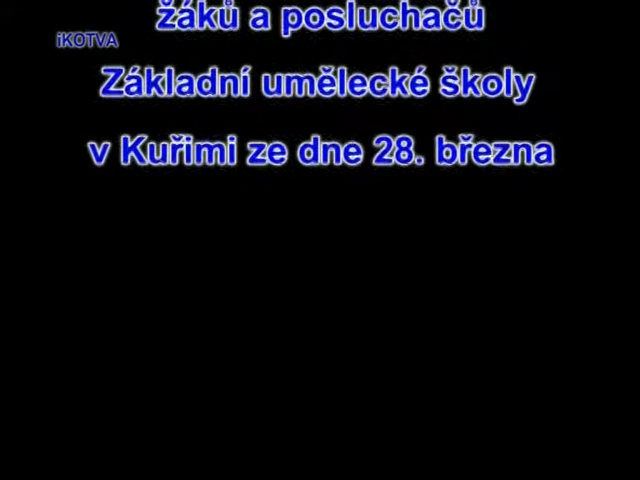 žáků a posluchačů
iKOTVA
Základní umělecké školy
v Kuřimi ze dne 28. března